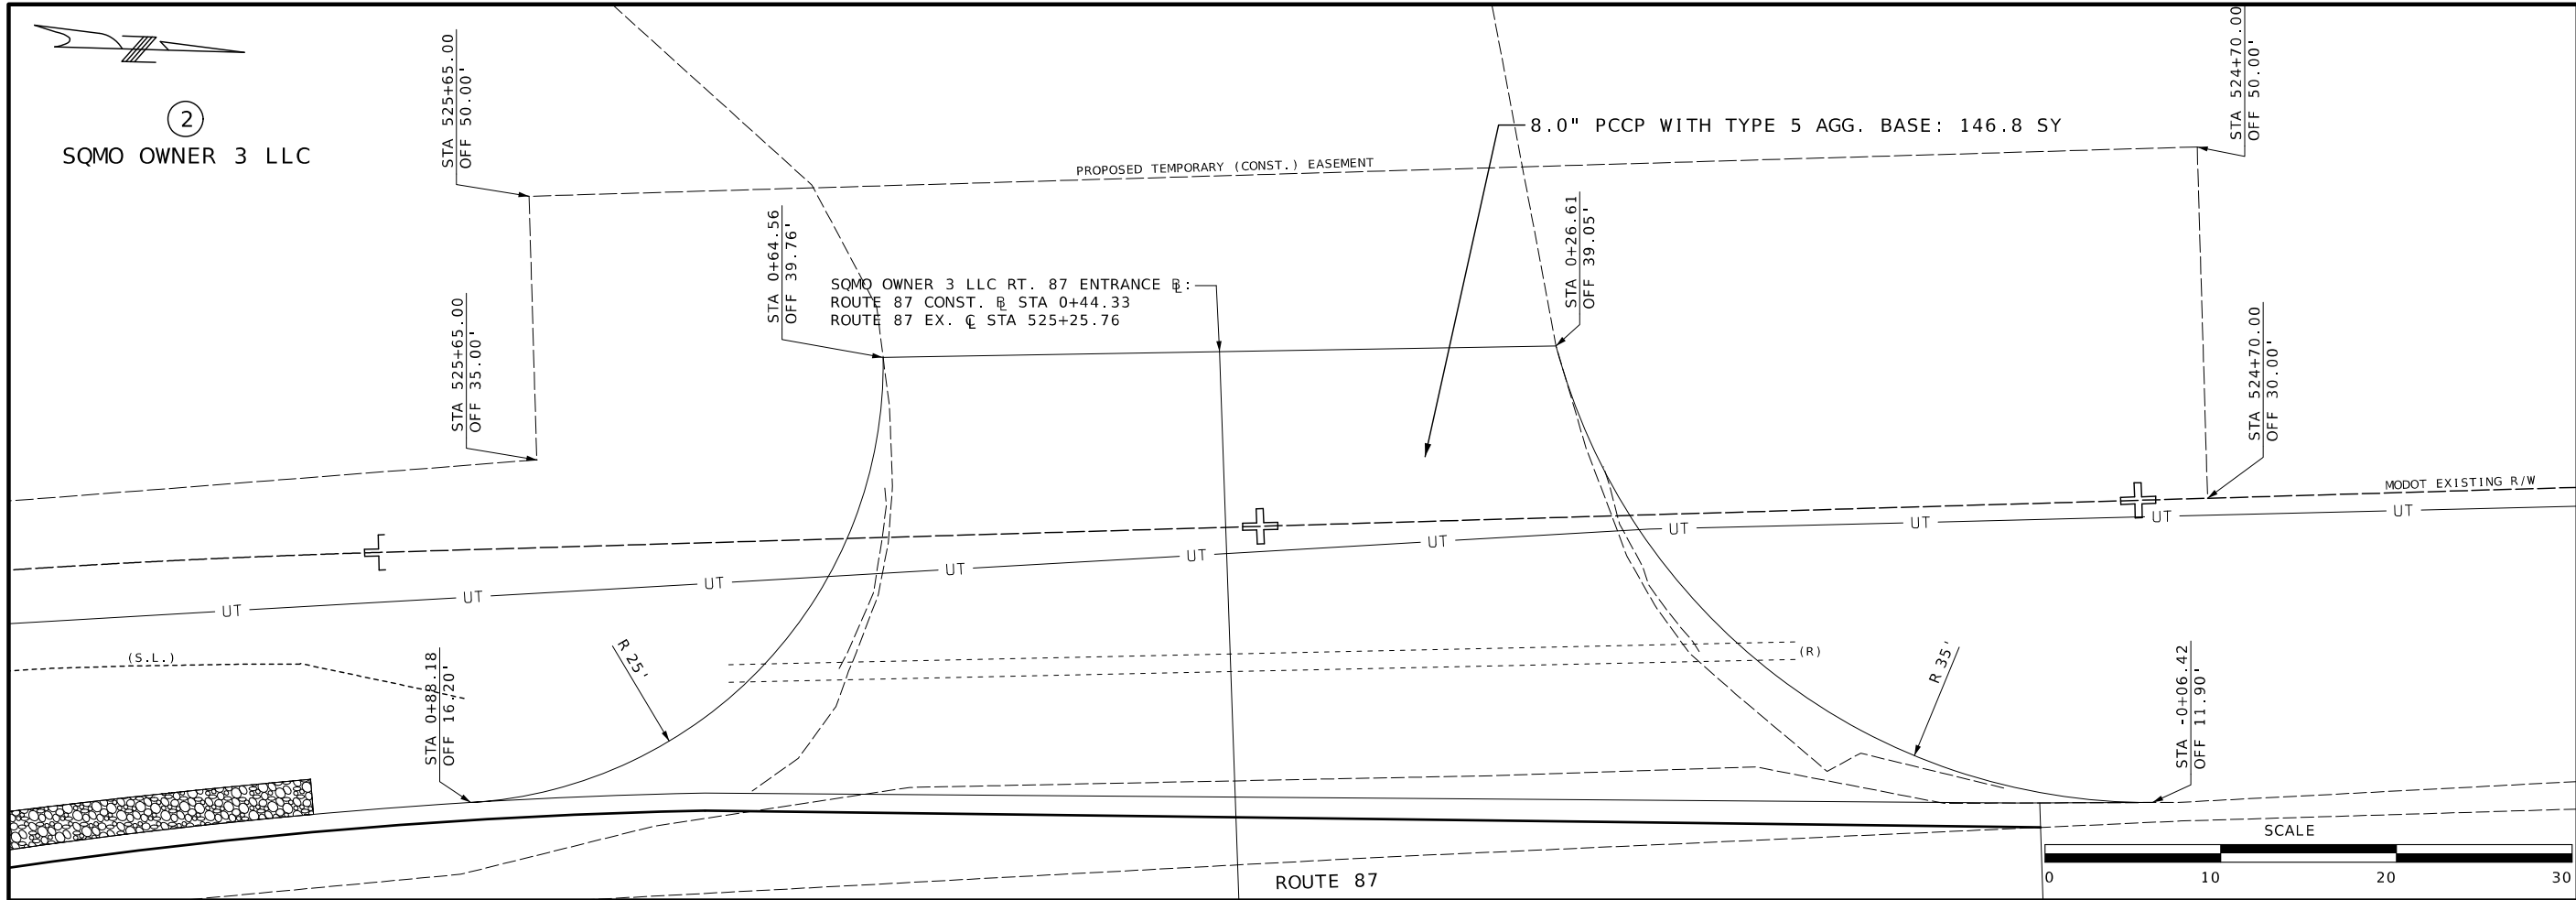 2
SQMO OWNER 3 LLC
STA 525+65.00
OFF 50.00'
STA 524+70.00
OFF 50.00'
8.0" PCCP WITH TYPE 5 AGG. BASE: 146.8 SY
PROPOSED TEMPORARY (CONST.) EASEMENT
STA 0+64.56
OFF 39.76'
STA 0+26.61
OFF 39.05'
SQMO OWNER 3 LLC RT. 87 ENTRANCE BL:
ROUTE 87 CONST. BL STA 0+44.33
ROUTE 87 EX. CL STA 525+25.76
STA 525+65.00
OFF 35.00'
STA 524+70.00
OFF 30.00'
MODOT EXISTING R/W
UT UT UT UT UT UT UT UT UT UT
(S.L.)
(R)
R 25'
R 35'
STA 0+88.18
OFF 16.20'
STA -0+06.42
OFF 11.90'
ROUTE 87
SCALE
0 10 20 30